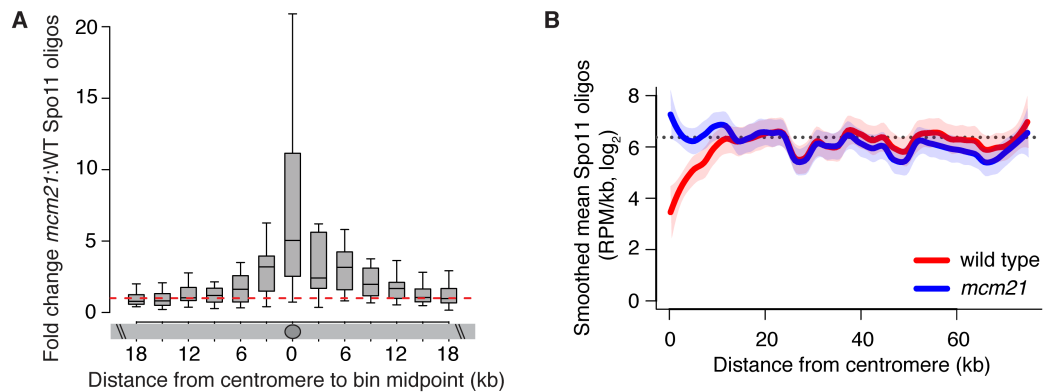 A
Fold change mcm21:WT Spo11 oligos
20
15
10
5
0
18 12 6 0 6 12 18
Distance from centromere to bin midpoint (kb)
B
Smoothed mean Spo11 oligos
(RPM/kb, log2)
8
6
4
2
0
wild type
mcm21
0 20 40 60
Distance from centromere (kb)